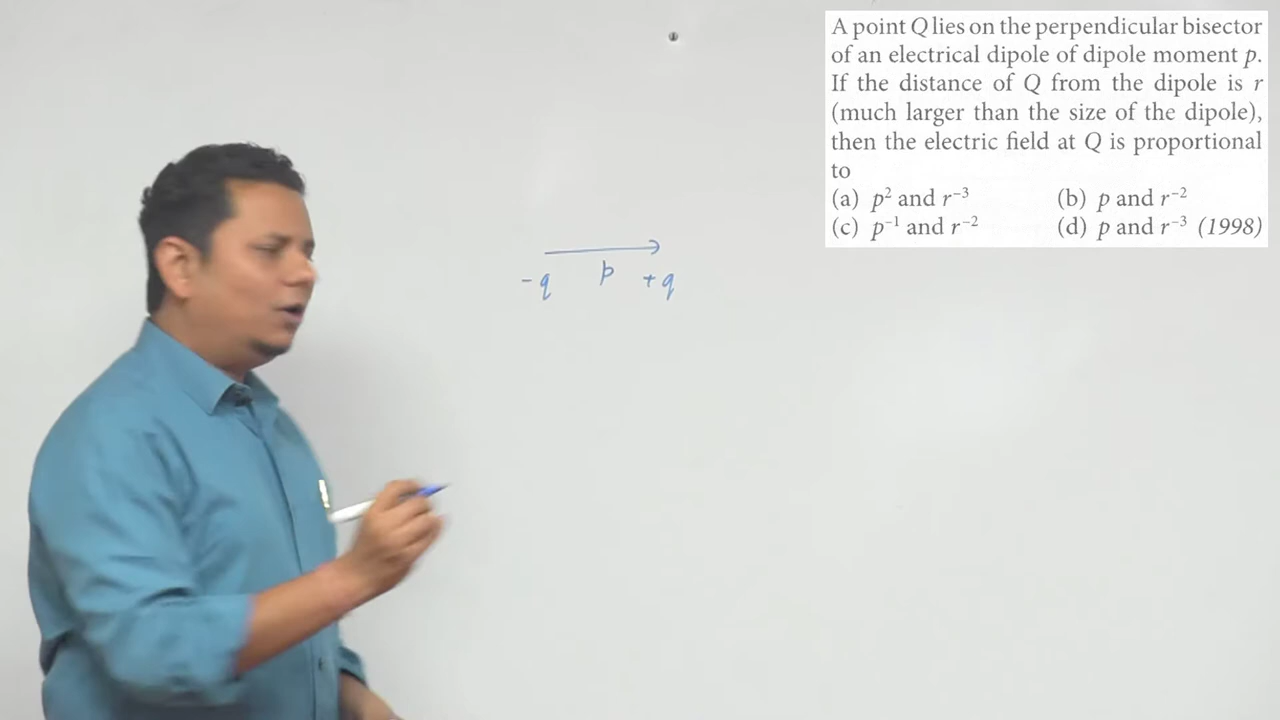 A point Q lies on the perpendicular bisector
of an electrical dipole of dipole moment p.
If the distance of Q from the dipole is r
(much larger than the size of the dipole),
then the electric field at Q is proportional
to
(a) p² and r⁻³ (b) p and r⁻²
(c) p⁻¹ and r⁻² (d) p and r⁻³ (1998)
-q p +q